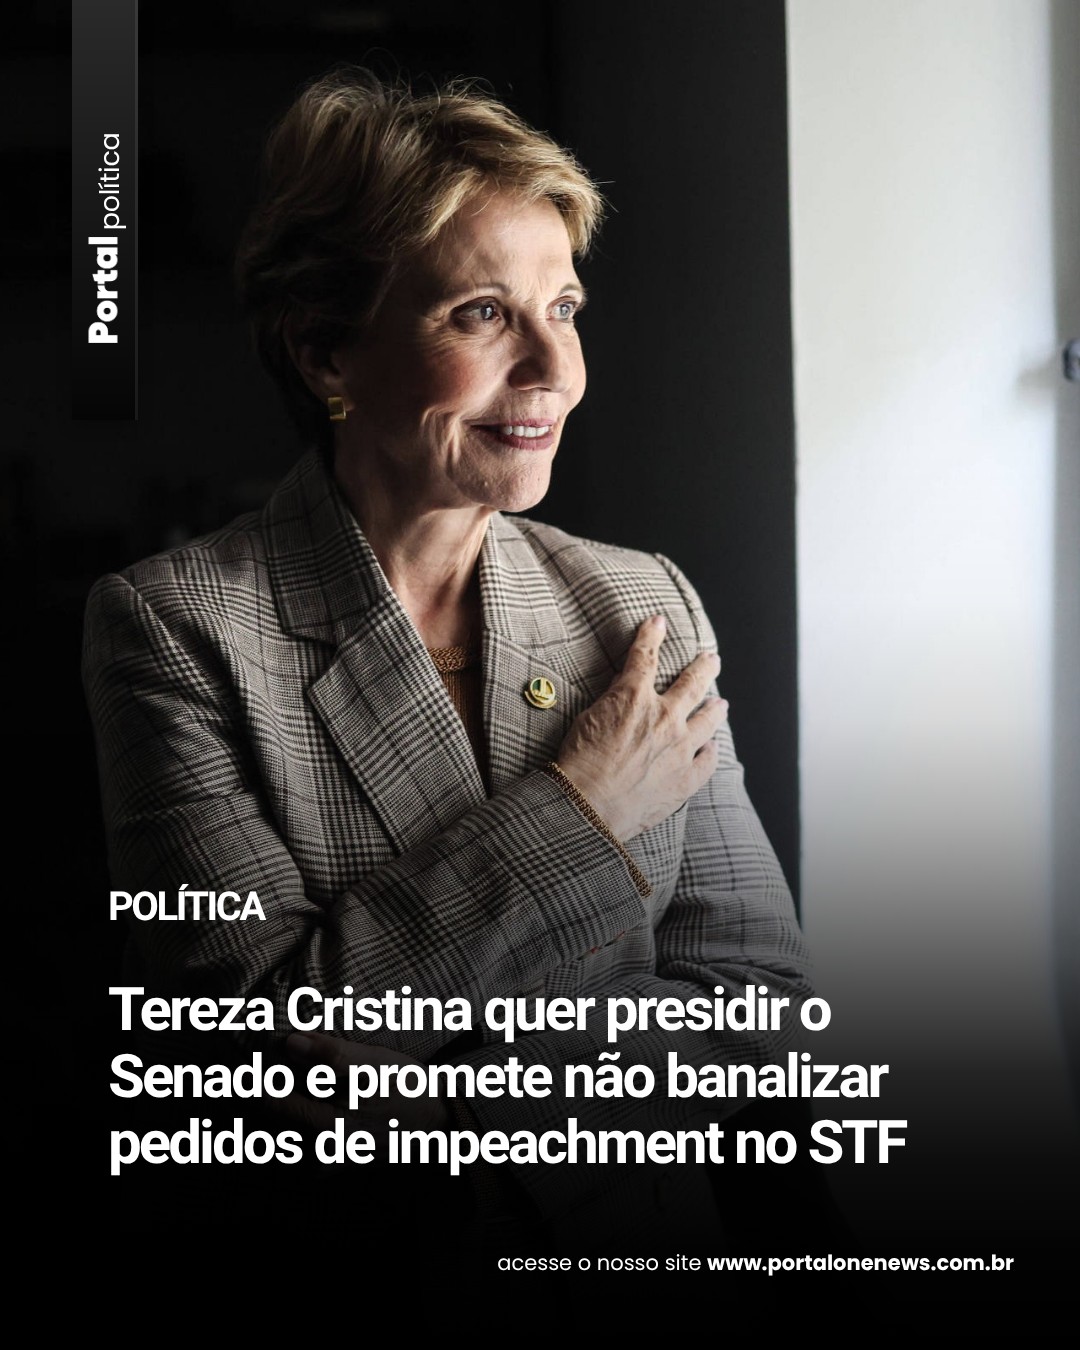 Portal política
POLÍTICA
Tereza Cristina quer presidir o
Senado e promete não banalizar
pedidos de impeachment no STF
acesse o nosso site www.portalonenews.com.br